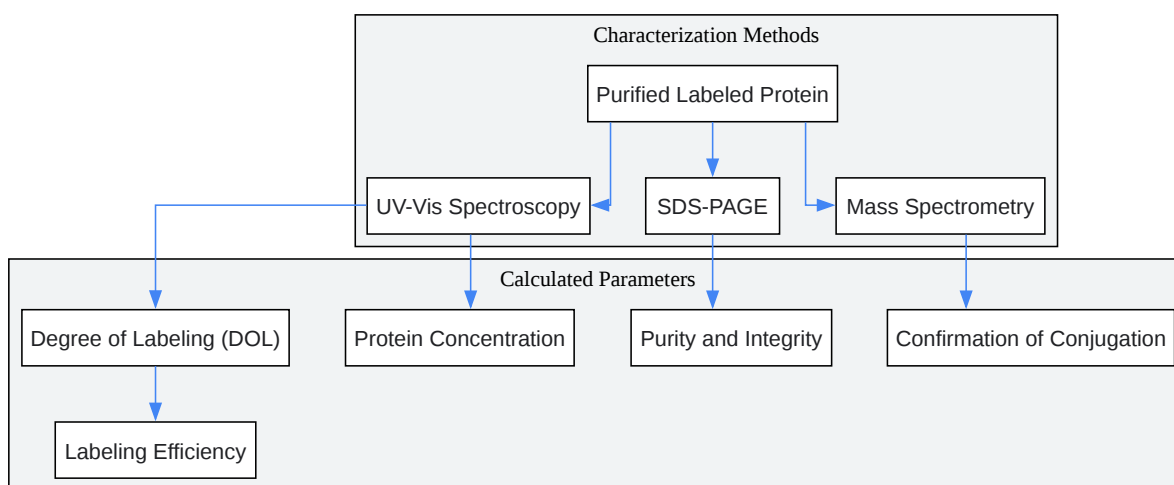 Characterization Methods
Purified Labeled Protein
UV-Vis Spectroscopy
SDS-PAGE
Mass Spectrometry
Calculated Parameters
Degree of Labeling (DOL)
Protein Concentration
Purity and Integrity
Confirmation of Conjugation
Labeling Efficiency